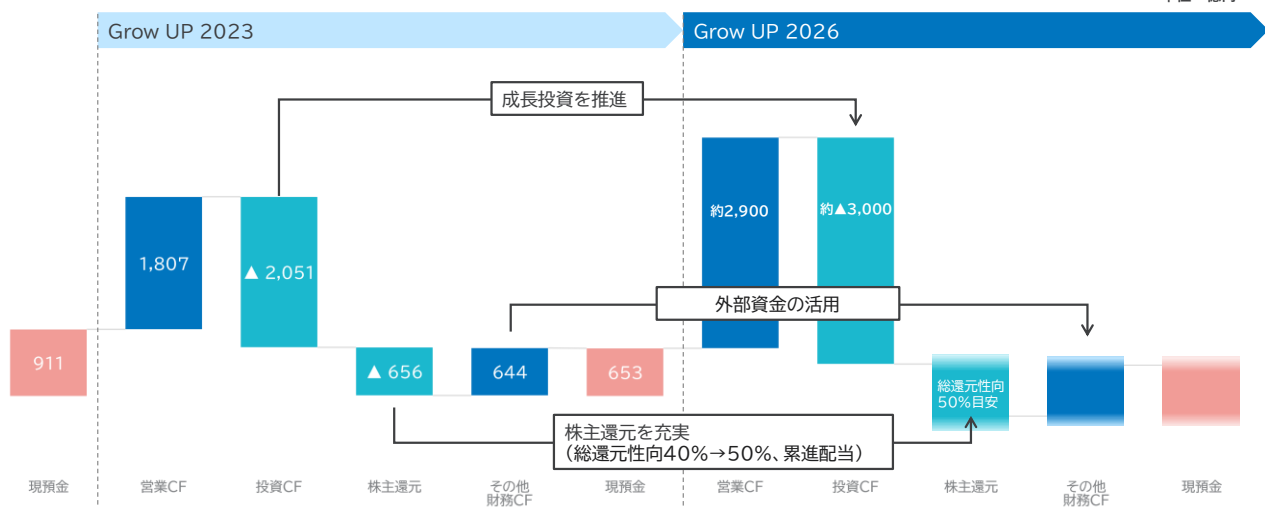 Grow UP 2023
Grow UP 2026
成長投資を推進
約2,900
約▲3,000
1,807
▲ 2,051
外部資金の活用
911
▲ 656
644
653
総還元性向
50%目安
株主還元を充実
（総還元性向40%→50%、累進配当）
現預金
営業CF
投資CF
株主還元
その他
財務CF
現預金
営業CF
投資CF
株主還元
その他
財務CF
現預金